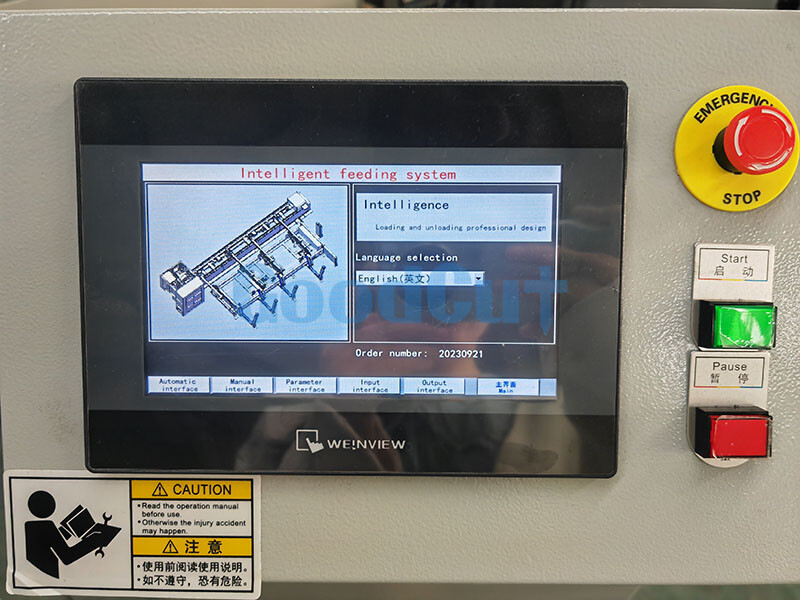 Intelligent feeding system
Intelligence
Loading and unloading professional design
Language selection
English(英文)
Order number: 20230921
Automatic
interface
Manual
interface
Parameter
interface
Input
interface
Output
interface
主界面
Main
WE!NVIEW
GoodCut
EMERGENCY
STOP
Start
启 动
Pause
暂 停
CAUTION
•Read the operation manual
before use.
•Otherwise the injury accident
may happen.
注 意
•使用前阅读使用说明。
•如不遵守，恐有危险。